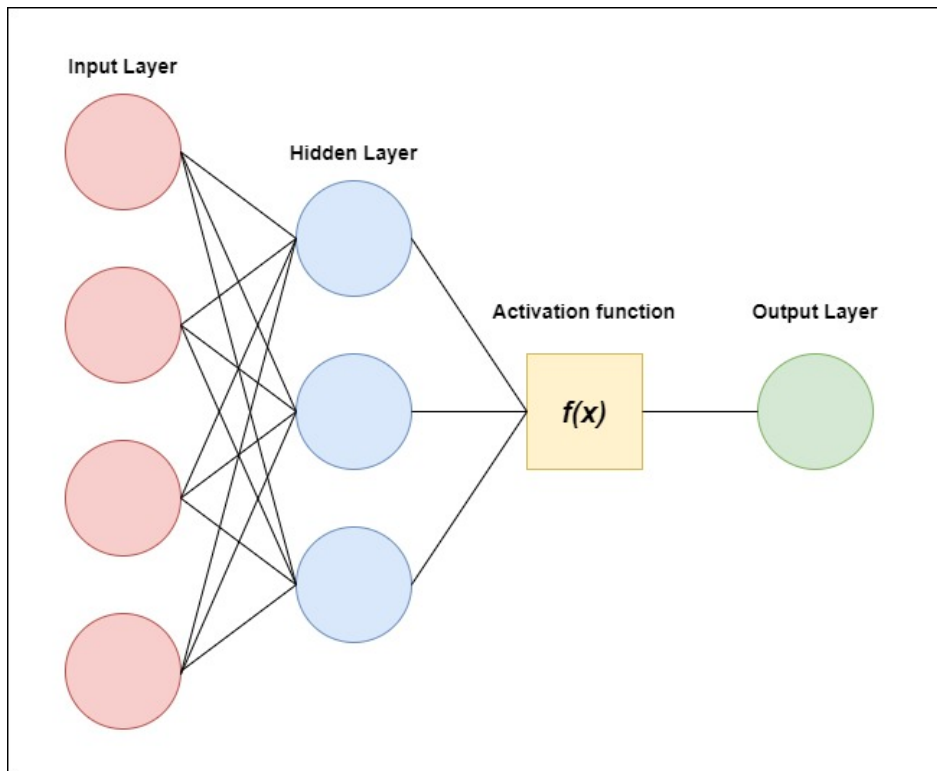 Input Layer
Hidden Layer
Activation function
Output Layer
f(x)